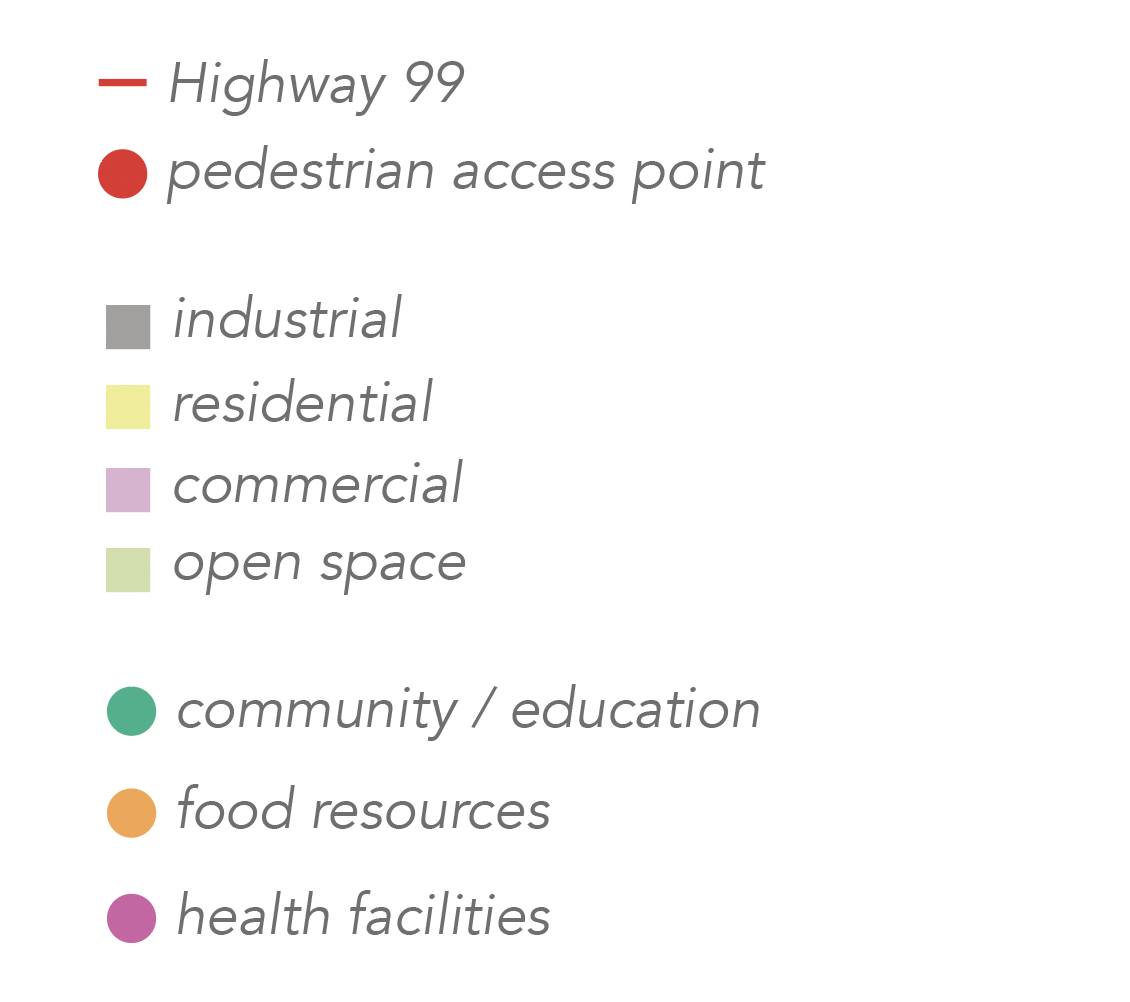 Highway 99
pedestrian access point
industrial
residential
commercial
open space
community / education
food resources
health facilities